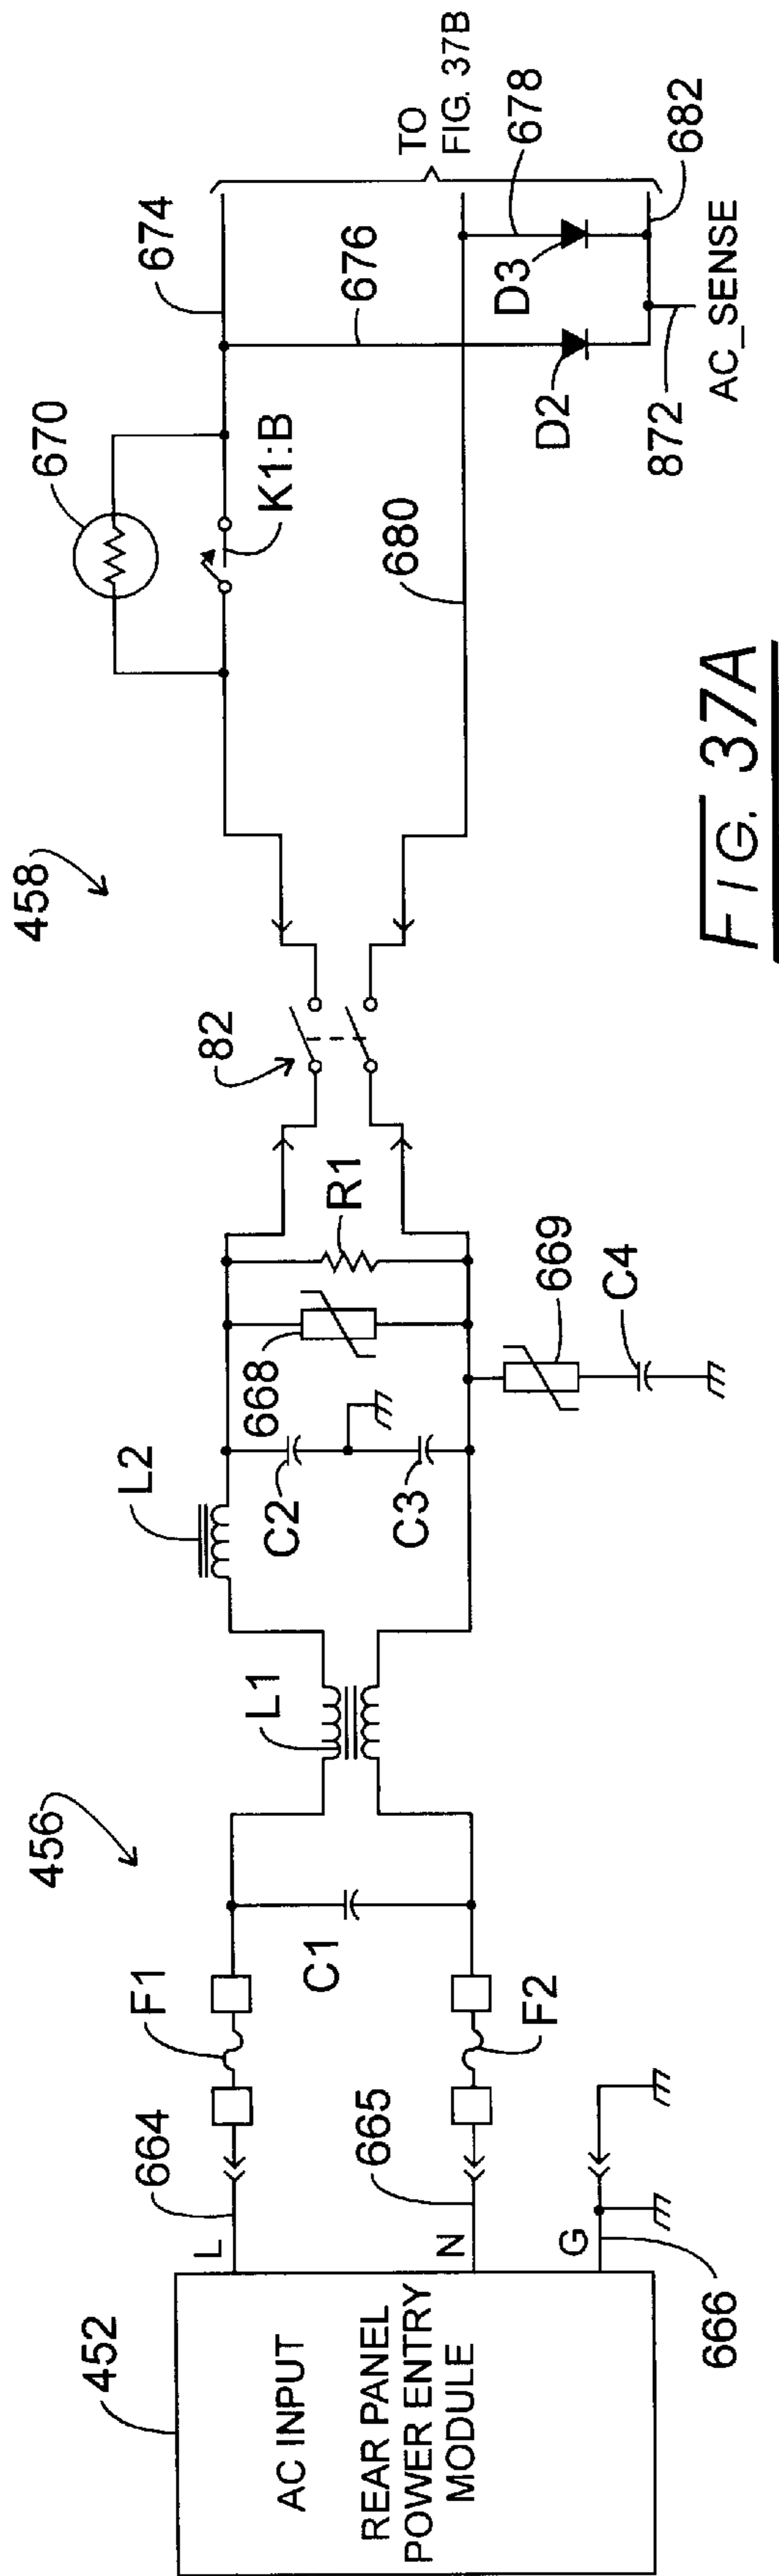 452
AC INPUT
REAR PANEL
POWER ENTRY
MODULE
L
N
G
664
665
666
F1
F2
456
C1
L1
L2
C2
C3
668
R1
669
C4
82
458
670
K1:B
680
674
676
D2
D3
678
872
AC_SENSE
682
TO
FIG. 37B
FIG. 37A